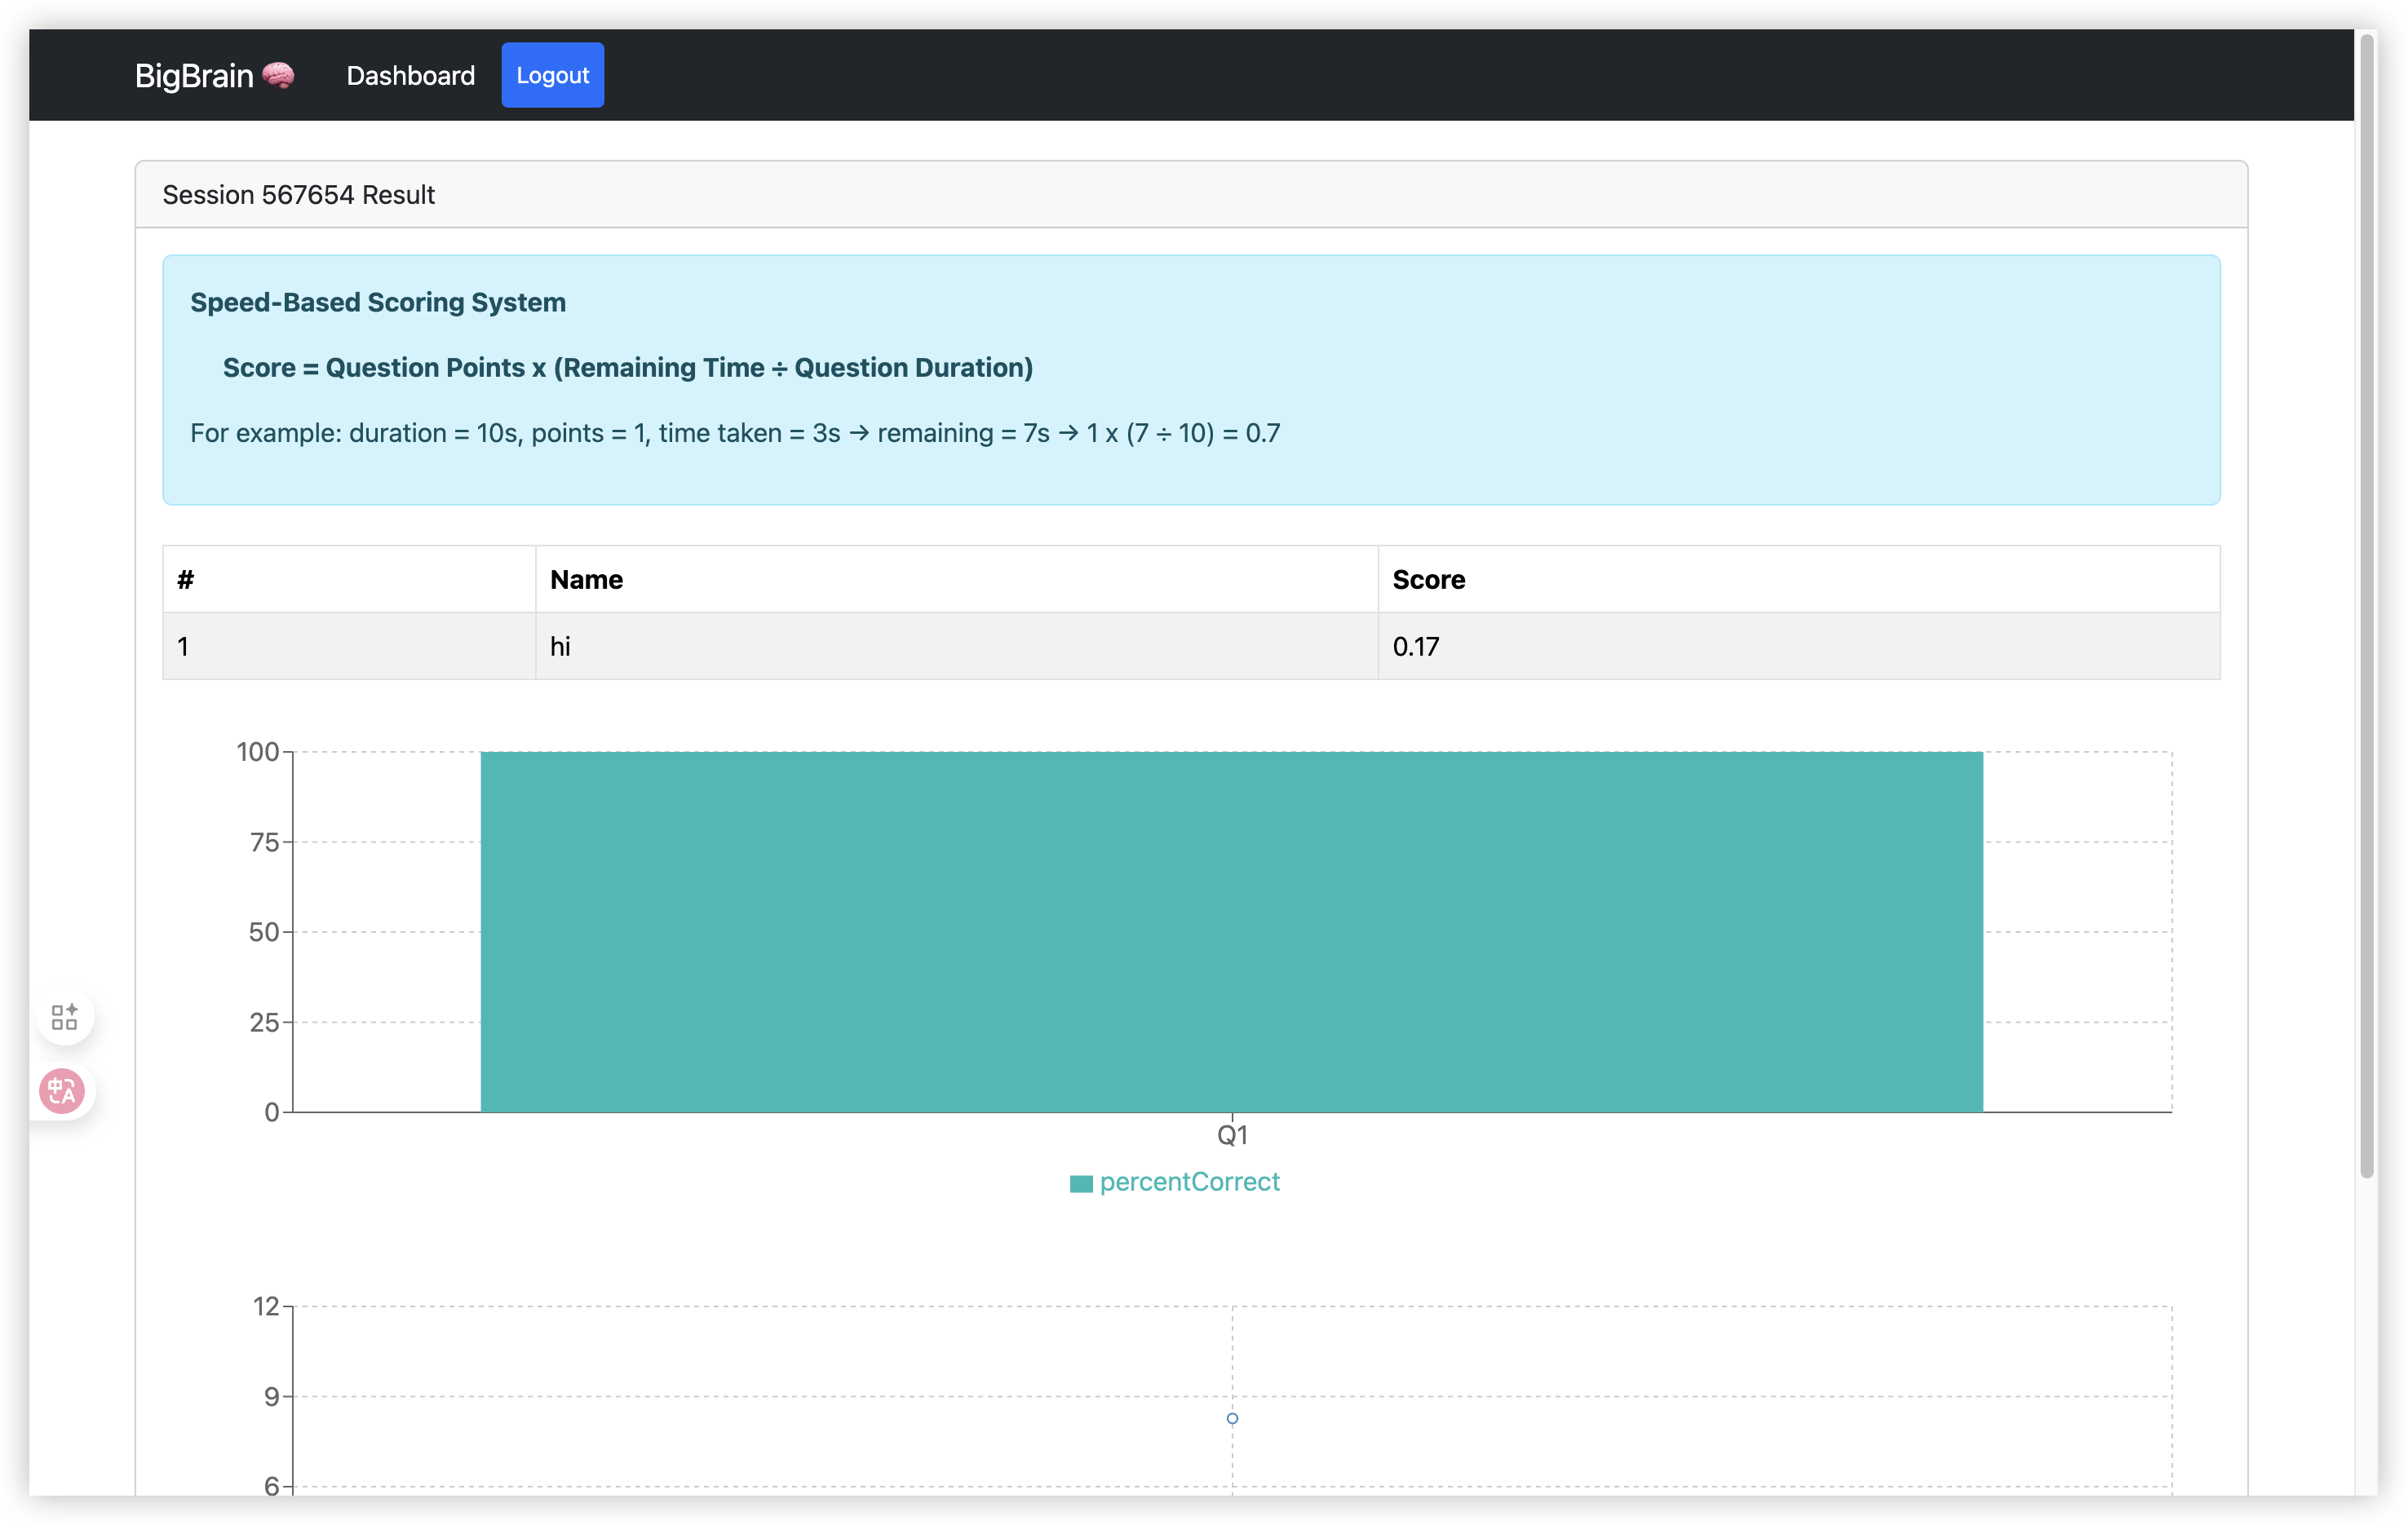 BigBrain 🧠 Dashboard Logout
Session 567654 Result
Speed-Based Scoring System
Score = Question Points x (Remaining Time ÷ Question Duration)
For example: duration = 10s, points = 1, time taken = 3s → remaining = 7s → 1 x (7 ÷ 10) = 0.7
# Name Score
1 hi 0.17
100
75
50
25
0
Q1
percentCorrect
中A
12
9
6